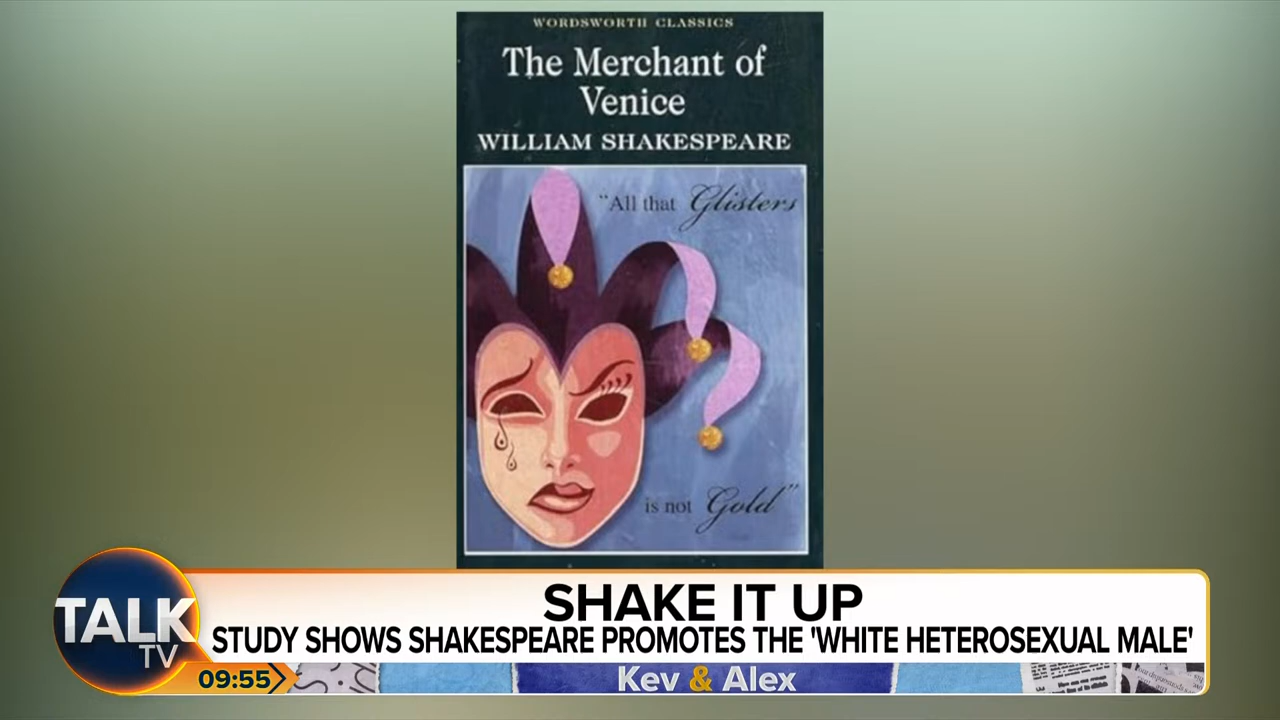 WORDSWORTH CLASSICS
The Merchant of
Venice
WILLIAM SHAKESPEARE
"All that Glisters
is not Gold"
SHAKE IT UP
STUDY SHOWS SHAKESPEARE PROMOTES THE 'WHITE HETEROSEXUAL MALE'
TALK
TV
09:55
Kev & Alex